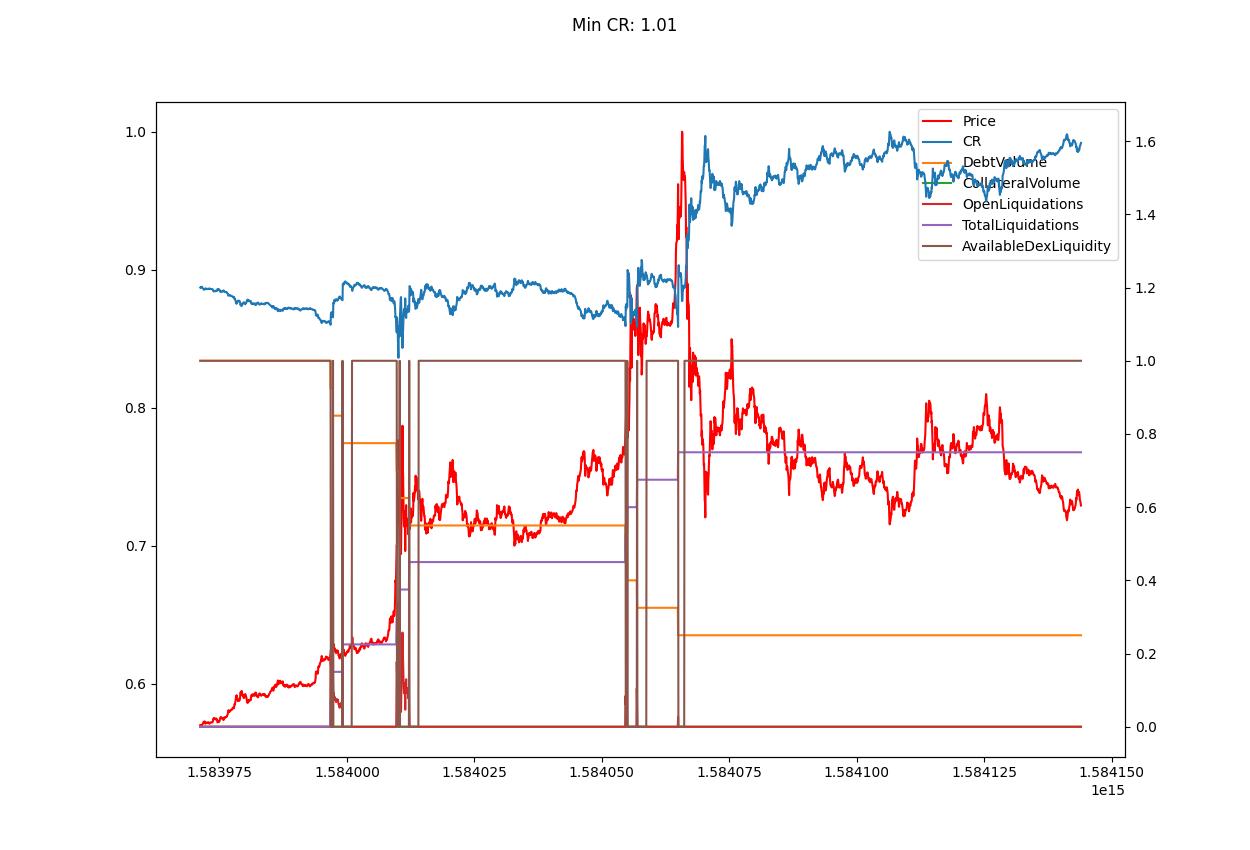 Min CR: 1.01
1.0
0.9
0.8
0.7
0.6
1.6
1.4
1.2
1.0
0.8
0.6
0.4
0.2
0.0
Price
CR
DebtVolume
CollateralVolume
OpenLiquidations
TotalLiquidations
AvailableDexLiquidity
1.583975 1.584000 1.584025 1.584050 1.584075 1.584100 1.584125 1.584150
1e15